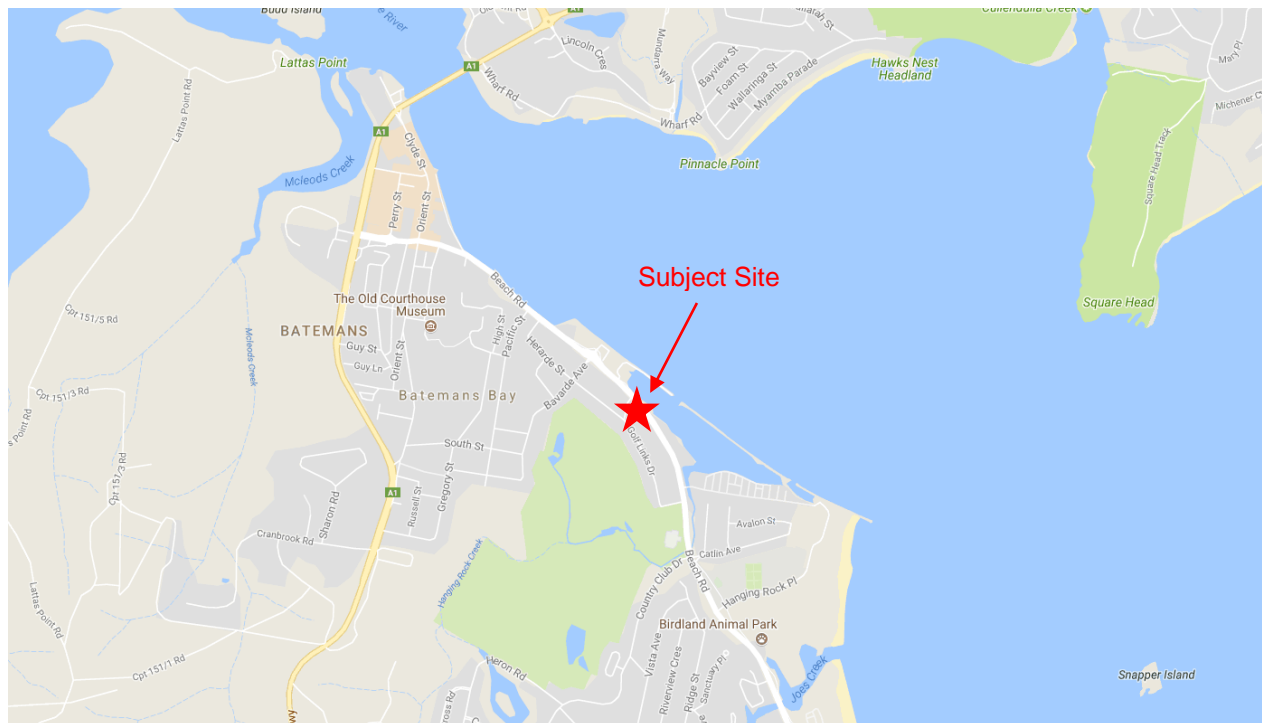 Budd Island
River
Cullendulla Creek
Lattas Point
A1
Lincoln Cres
Mundarra Way
Bayview St
Foam St
Wallaringa St
Myamba Parade
Hawks Nest
Headland
Mary Pl
Michener
Lattas Point Rd
Wharf Rd
Wharf Rd
A1
Clyde St
Pinnacle Point
Square Head Track
Mcleods Creek
Perry St
Orient St
Subject Site
Beach Rd
The Old Courthouse
Museum
Square Head
Cpt 151/5 Rd
Mcleods Creek
BATEMANS
High St
Pacific St
Herarde St
Guy St
Guy Ln
Orient St
Bavarde Ave
Cpt 151/3 Rd
Batemans Bay
Golf Links Dr
South St
Cpt 151/3 Rd
Gregory St
Russell St
A1
Sharon Rd
Cranbrook Rd
Avalon St
Catlin Ave
Hanging Rock Creek
Country Club Dr
Beach Rd
Hanging Rock Pl
Lattas Point Rd
Birdland Animal Park
Vista Ave
Riverview Cres
Ridge St
Sanctuary Pl
Cpt 151/1 Rd
Heron Rd
Joes Creek
Snapper Island